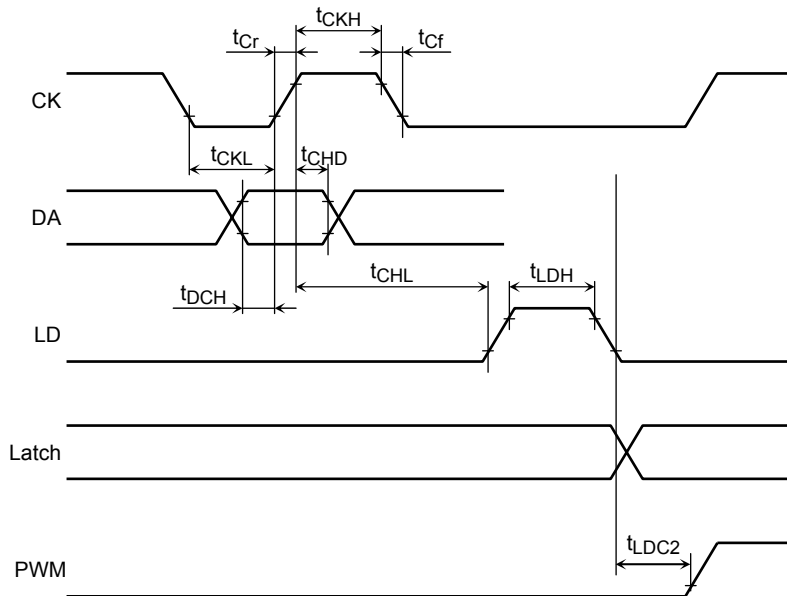 tCKH
tCr
tCf
CK
tCKL
tCHD
DA
tCHL
tLDH
tDCH
LD
Latch
tLDC2
PWM